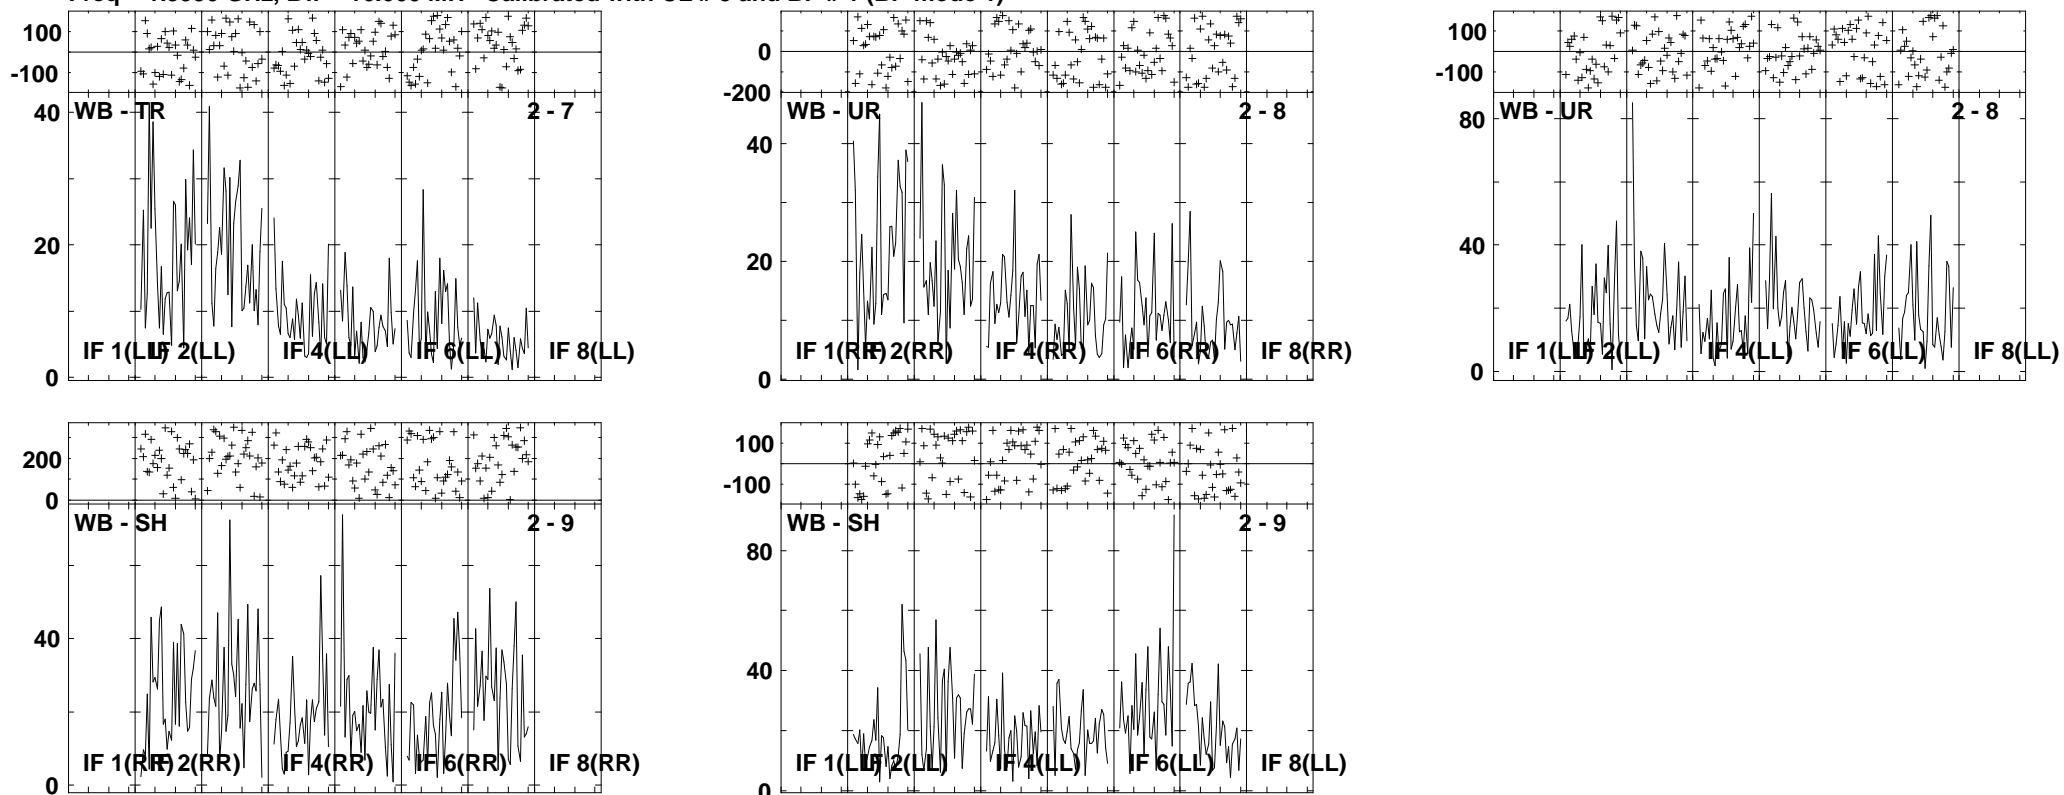 100
-100
40
20
0
WB - TR
2 - 7
IF 1(LL)
IF 2(LL)
IF 4(LL)
IF 6(LL)
IF 8(LL)
0
-200
40
20
0
WB - UR
2 - 8
IF 1(RR)
IF 2(RR)
IF 4(RR)
IF 6(RR)
IF 8(RR)
100
-100
80
40
0
WB - UR
2 - 8
IF 1(LL)
IF 2(LL)
IF 4(LL)
IF 6(LL)
IF 8(LL)
200
0
40
0
WB - SH
2 - 9
IF 1(RR)
IF 2(RR)
IF 4(RR)
IF 6(RR)
IF 8(RR)
100
-100
80
40
20
0
WB - SH
2 - 9
IF 1(LL)
IF 2(LL)
IF 4(LL)
IF 6(LL)
IF 8(LL)